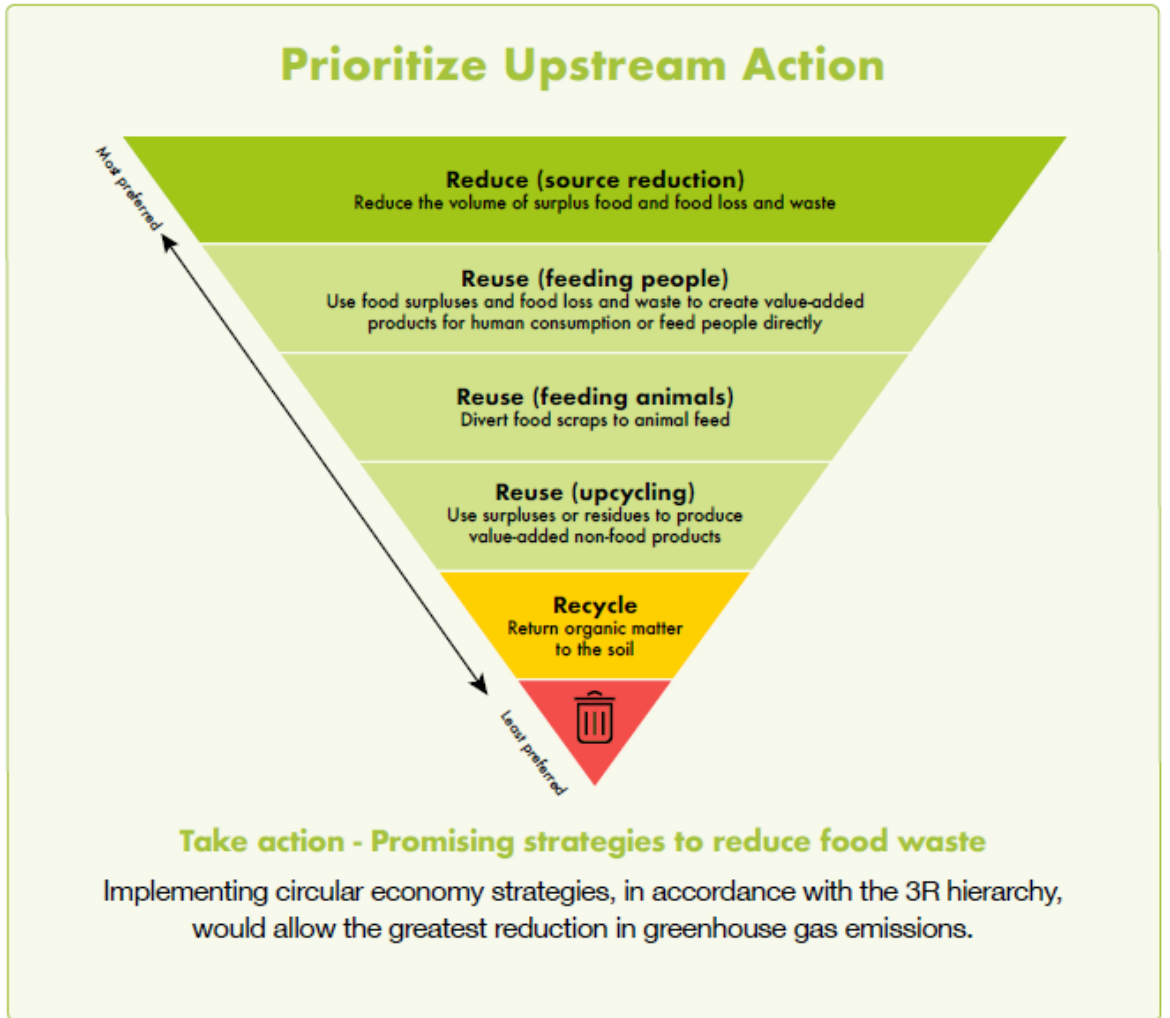 Prioritize Upstream Action
Most preferred
Reduce (source reduction)
Reduce the volume of surplus food and food loss and waste
Reuse (feeding people)
Use food surpluses and food loss and waste to create value-added
products for human consumption or feed people directly
Reuse (feeding animals)
Divert food scraps to animal feed
Reuse (upcycling)
Use surpluses or residues to produce
value-added non-food products
Recycle
Return organic matter
to the soil
Least preferred
Take action - Promising strategies to reduce food waste
Implementing circular economy strategies, in accordance with the 3R hierarchy,
would allow the greatest reduction in greenhouse gas emissions.